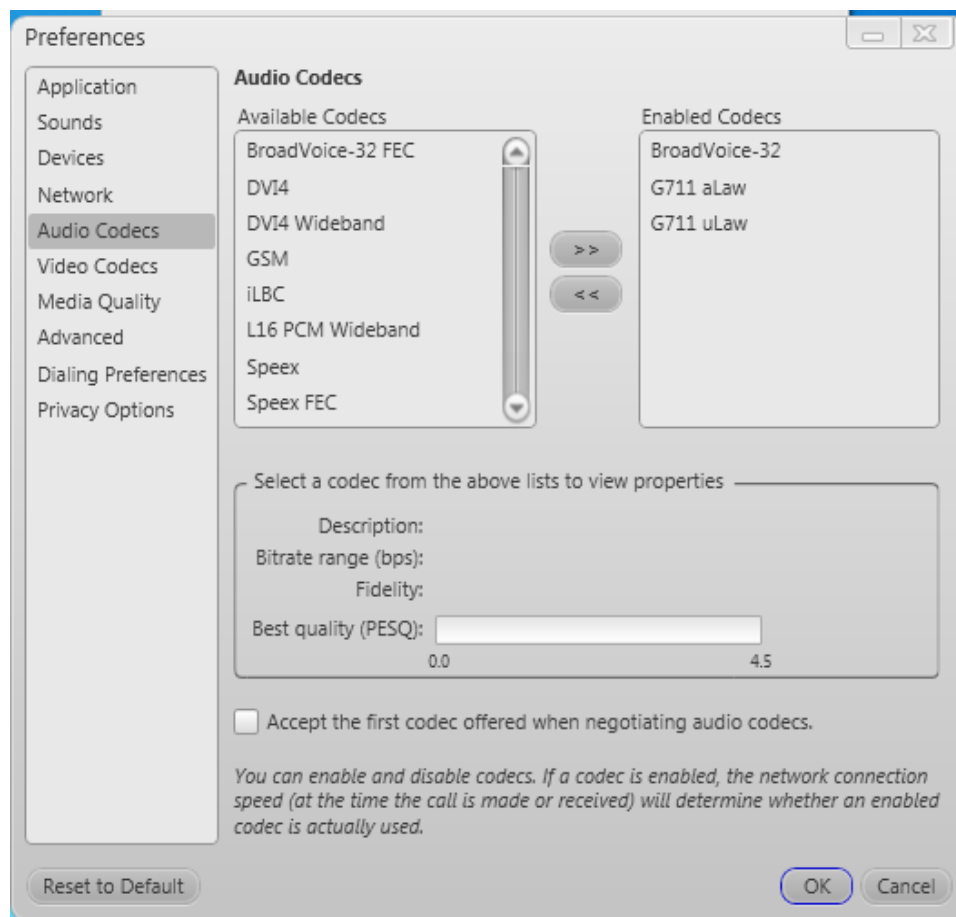 Preferences
Application
Sounds
Devices
Network
Audio Codecs
Video Codecs
Media Quality
Advanced
Dialing Preferences
Privacy Options
Audio Codecs
Available Codecs
BroadVoice-32 FEC
DVI4
DVI4 Wideband
GSM
iLBC
L16 PCM Wideband
Speex
Speex FEC
>>
<<
Enabled Codecs
BroadVoice-32
G711 aLaw
G711 uLaw
Select a codec from the above lists to view properties
Description:
Bitrate range (bps):
Fidelity:
Best quality (PESQ):
0.0 4.5
Accept the first codec offered when negotiating audio codecs.
You can enable and disable codecs. If a codec is enabled, the network connection
speed (at the time the call is made or received) will determine whether an enabled
codec is actually used.
Reset to Default OK Cancel